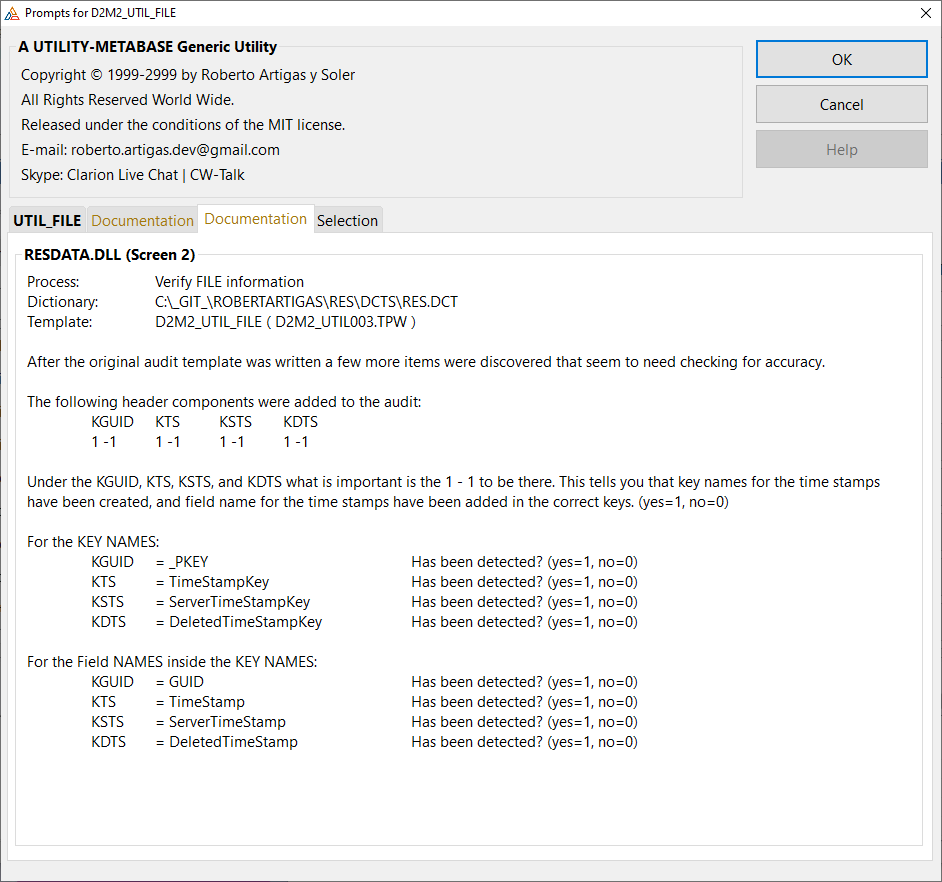 Prompts for D2M2_UTIL_FILE
A UTILITY-METABASE Generic Utility
Copyright © 1999-2999 by Roberto Artigas y Soler
All Rights Reserved World Wide.
Released under the conditions of the MIT license.
E-mail: roberto.artigas.dev@gmail.com
Skype: Clarion Live Chat | CW-Talk
OK
Cancel
Help
UTIL_FILE Documentation Documentation Selection
RESDATA.DLL (Screen 2)
Process: Verify FILE information
Dictionary: C:\_GIT_\ROBERTARTIGAS\RES\DCTS\RES.DCT
Template: D2M2_UTIL_FILE ( D2M2_UTIL003.TPW )
After the original audit template was written a few more items were discovered that seem to need checking for accuracy.
The following header components were added to the audit:
KGUID KTS KSTS KDTS
1 -1 1 -1 1 -1 1 -1
Under the KGUID, KTS, KSTS, and KDTS what is important is the 1 - 1 to be there. This tells you that key names for the time stamps
have been created, and field name for the time stamps have been added in the correct keys. (yes=1, no=0)
For the KEY NAMES:
KGUID = _PKEY Has been detected? (yes=1, no=0)
KTS = TimeStampKey Has been detected? (yes=1, no=0)
KSTS = ServerTimeStampKey Has been detected? (yes=1, no=0)
KDTS = DeletedTimeStampKey Has been detected? (yes=1, no=0)
For the Field NAMES inside the KEY NAMES:
KGUID = GUID Has been detected? (yes=1, no=0)
KTS = TimeStamp Has been detected? (yes=1, no=0)
KSTS = ServerTimeStamp Has been detected? (yes=1, no=0)
KDTS = DeletedTimeStamp Has been detected? (yes=1, no=0)